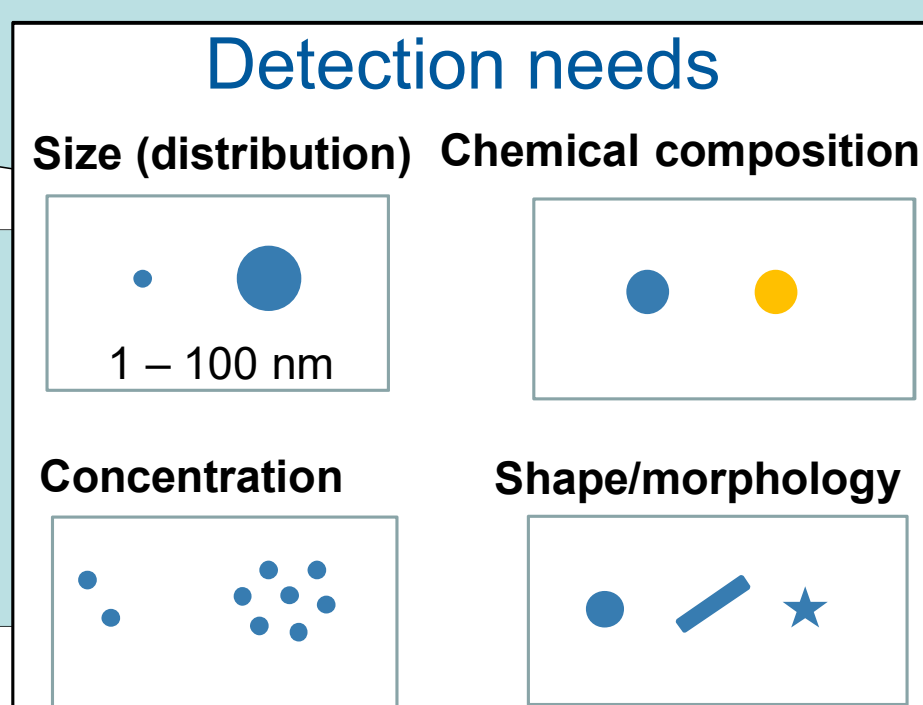 Detection needs
Size (distribution)
Chemical composition
1 – 100 nm
Concentration
Shape/morphology